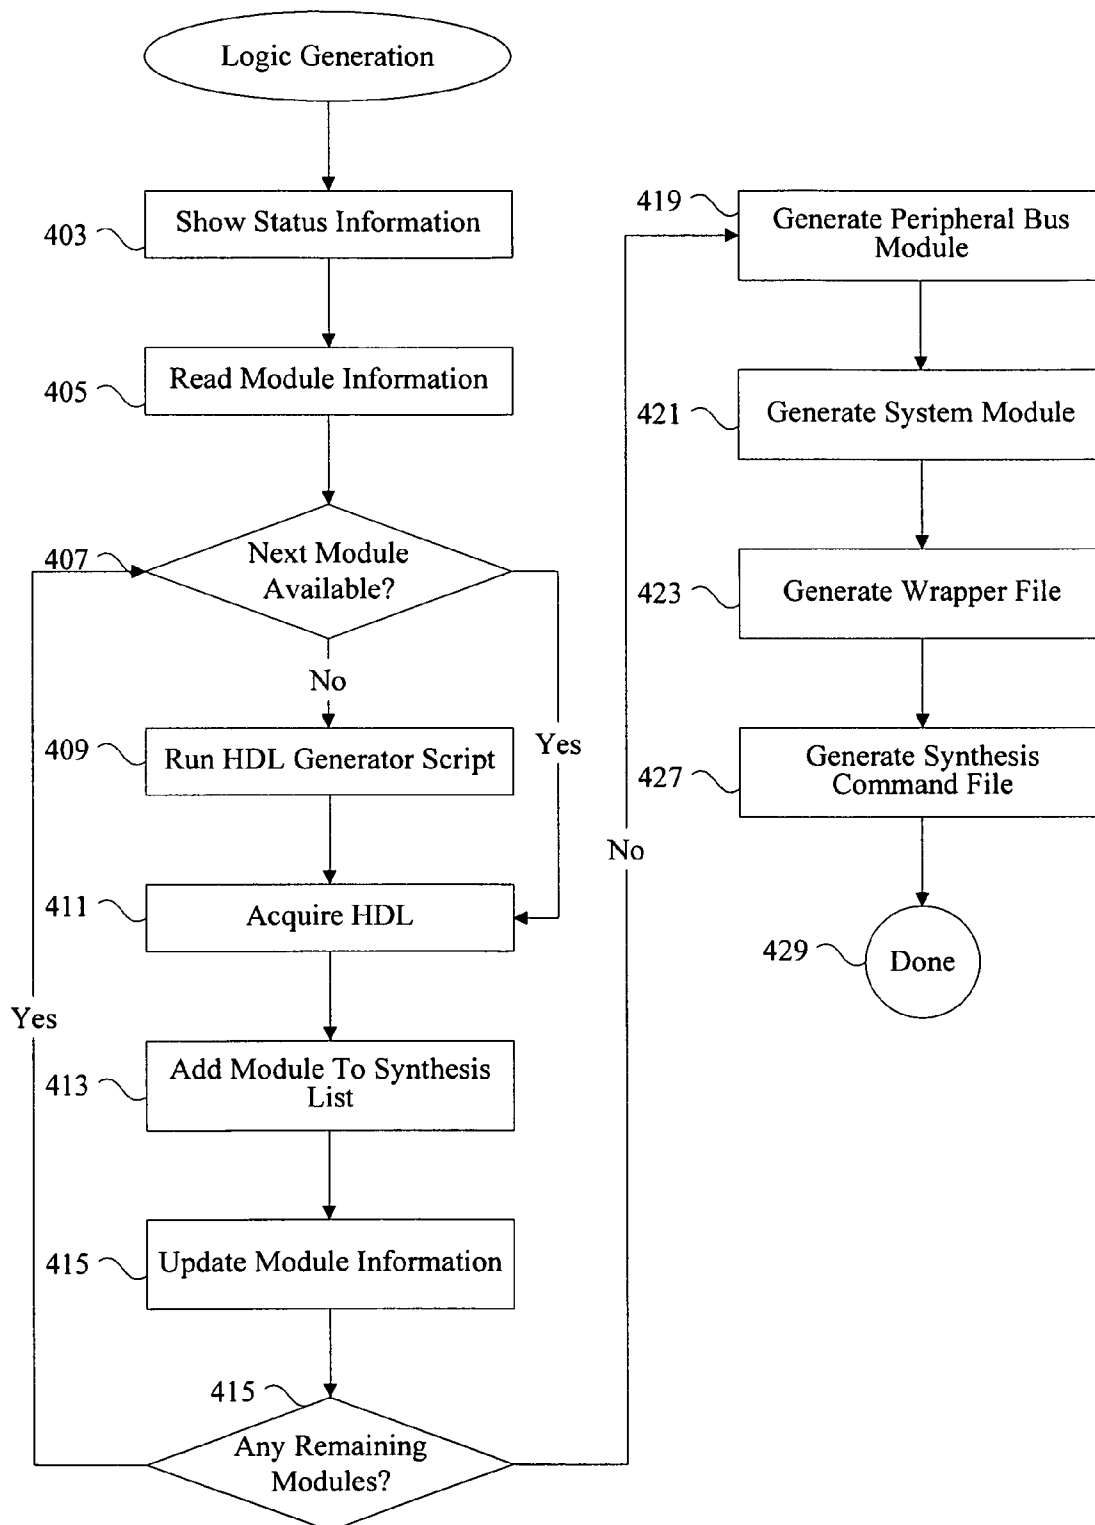 Logic Generation
403
Show Status Information
405
Read Module Information
407
Next Module
Available?
No
Yes
409
Run HDL Generator Script
411
Acquire HDL
Yes
413
Add Module To Synthesis
List
415
Update Module Information
415
Any Remaining
Modules?
No
419
Generate Peripheral Bus
Module
421
Generate System Module
423
Generate Wrapper File
427
Generate Synthesis
Command File
429
Done